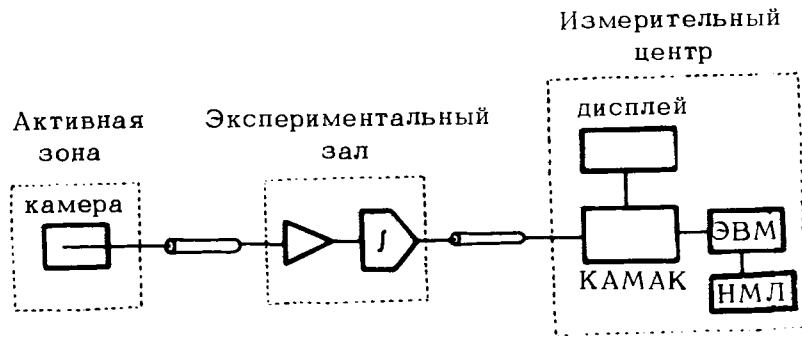 Измерительный
центр
Активная
зона
Экспериментальный
зал
дисплей
камера
∫
ЭВМ
КАМАК
НМЛ